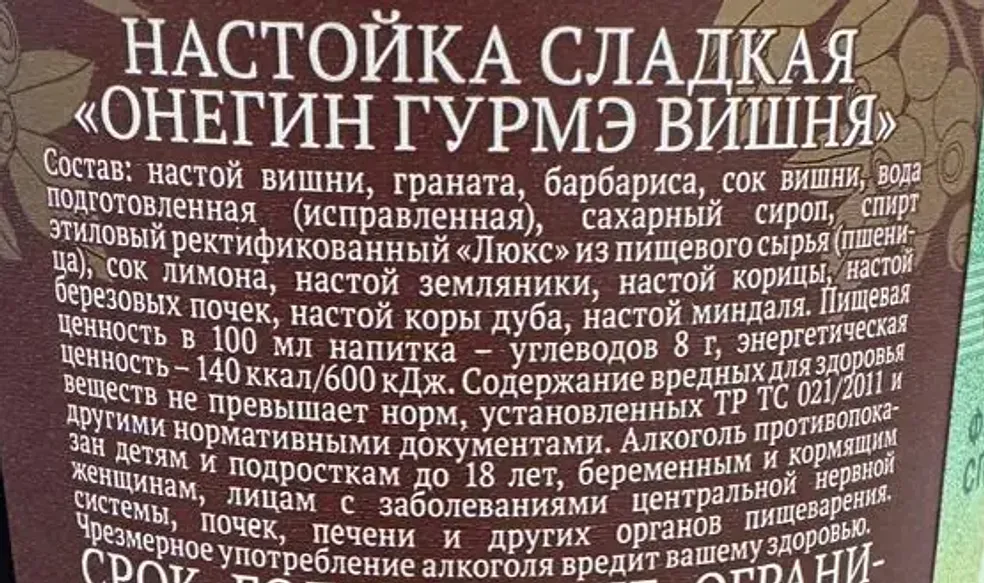 НАСТОЙКА СЛАДКАЯ
«ОНЕГИН ГУРМЭ ВИШНЯ»
Состав: настой вишни, граната, барбариса, сок вишни, вода
подготовленная (исправленная), сахарный сироп, спирт
этиловый ректификованный «Люкс» из пищевого сырья (пшени-
ца), сок лимона, настой земляники, настой корицы, настой
березовых почек, настой коры дуба, настой миндаля. Пищевая
ценность в 100 мл напитка – углеводов 8 г, энергетическая
ценность – 140 ккал/600 кДж. Содержание вредных для здоровья
веществ не превышает норм, установленных ТР ТС 021/2011 и
другими нормативными документами. Алкоголь противопока-
зан детям и подросткам до 18 лет, беременным и кормящим
женщинам, лицам с заболеваниями центральной нервной
системы, почек, печени и других органов пищеварения.
Чрезмерное употребление алкоголя вредит вашему здоровью.
СРОК ОГРАНИ-